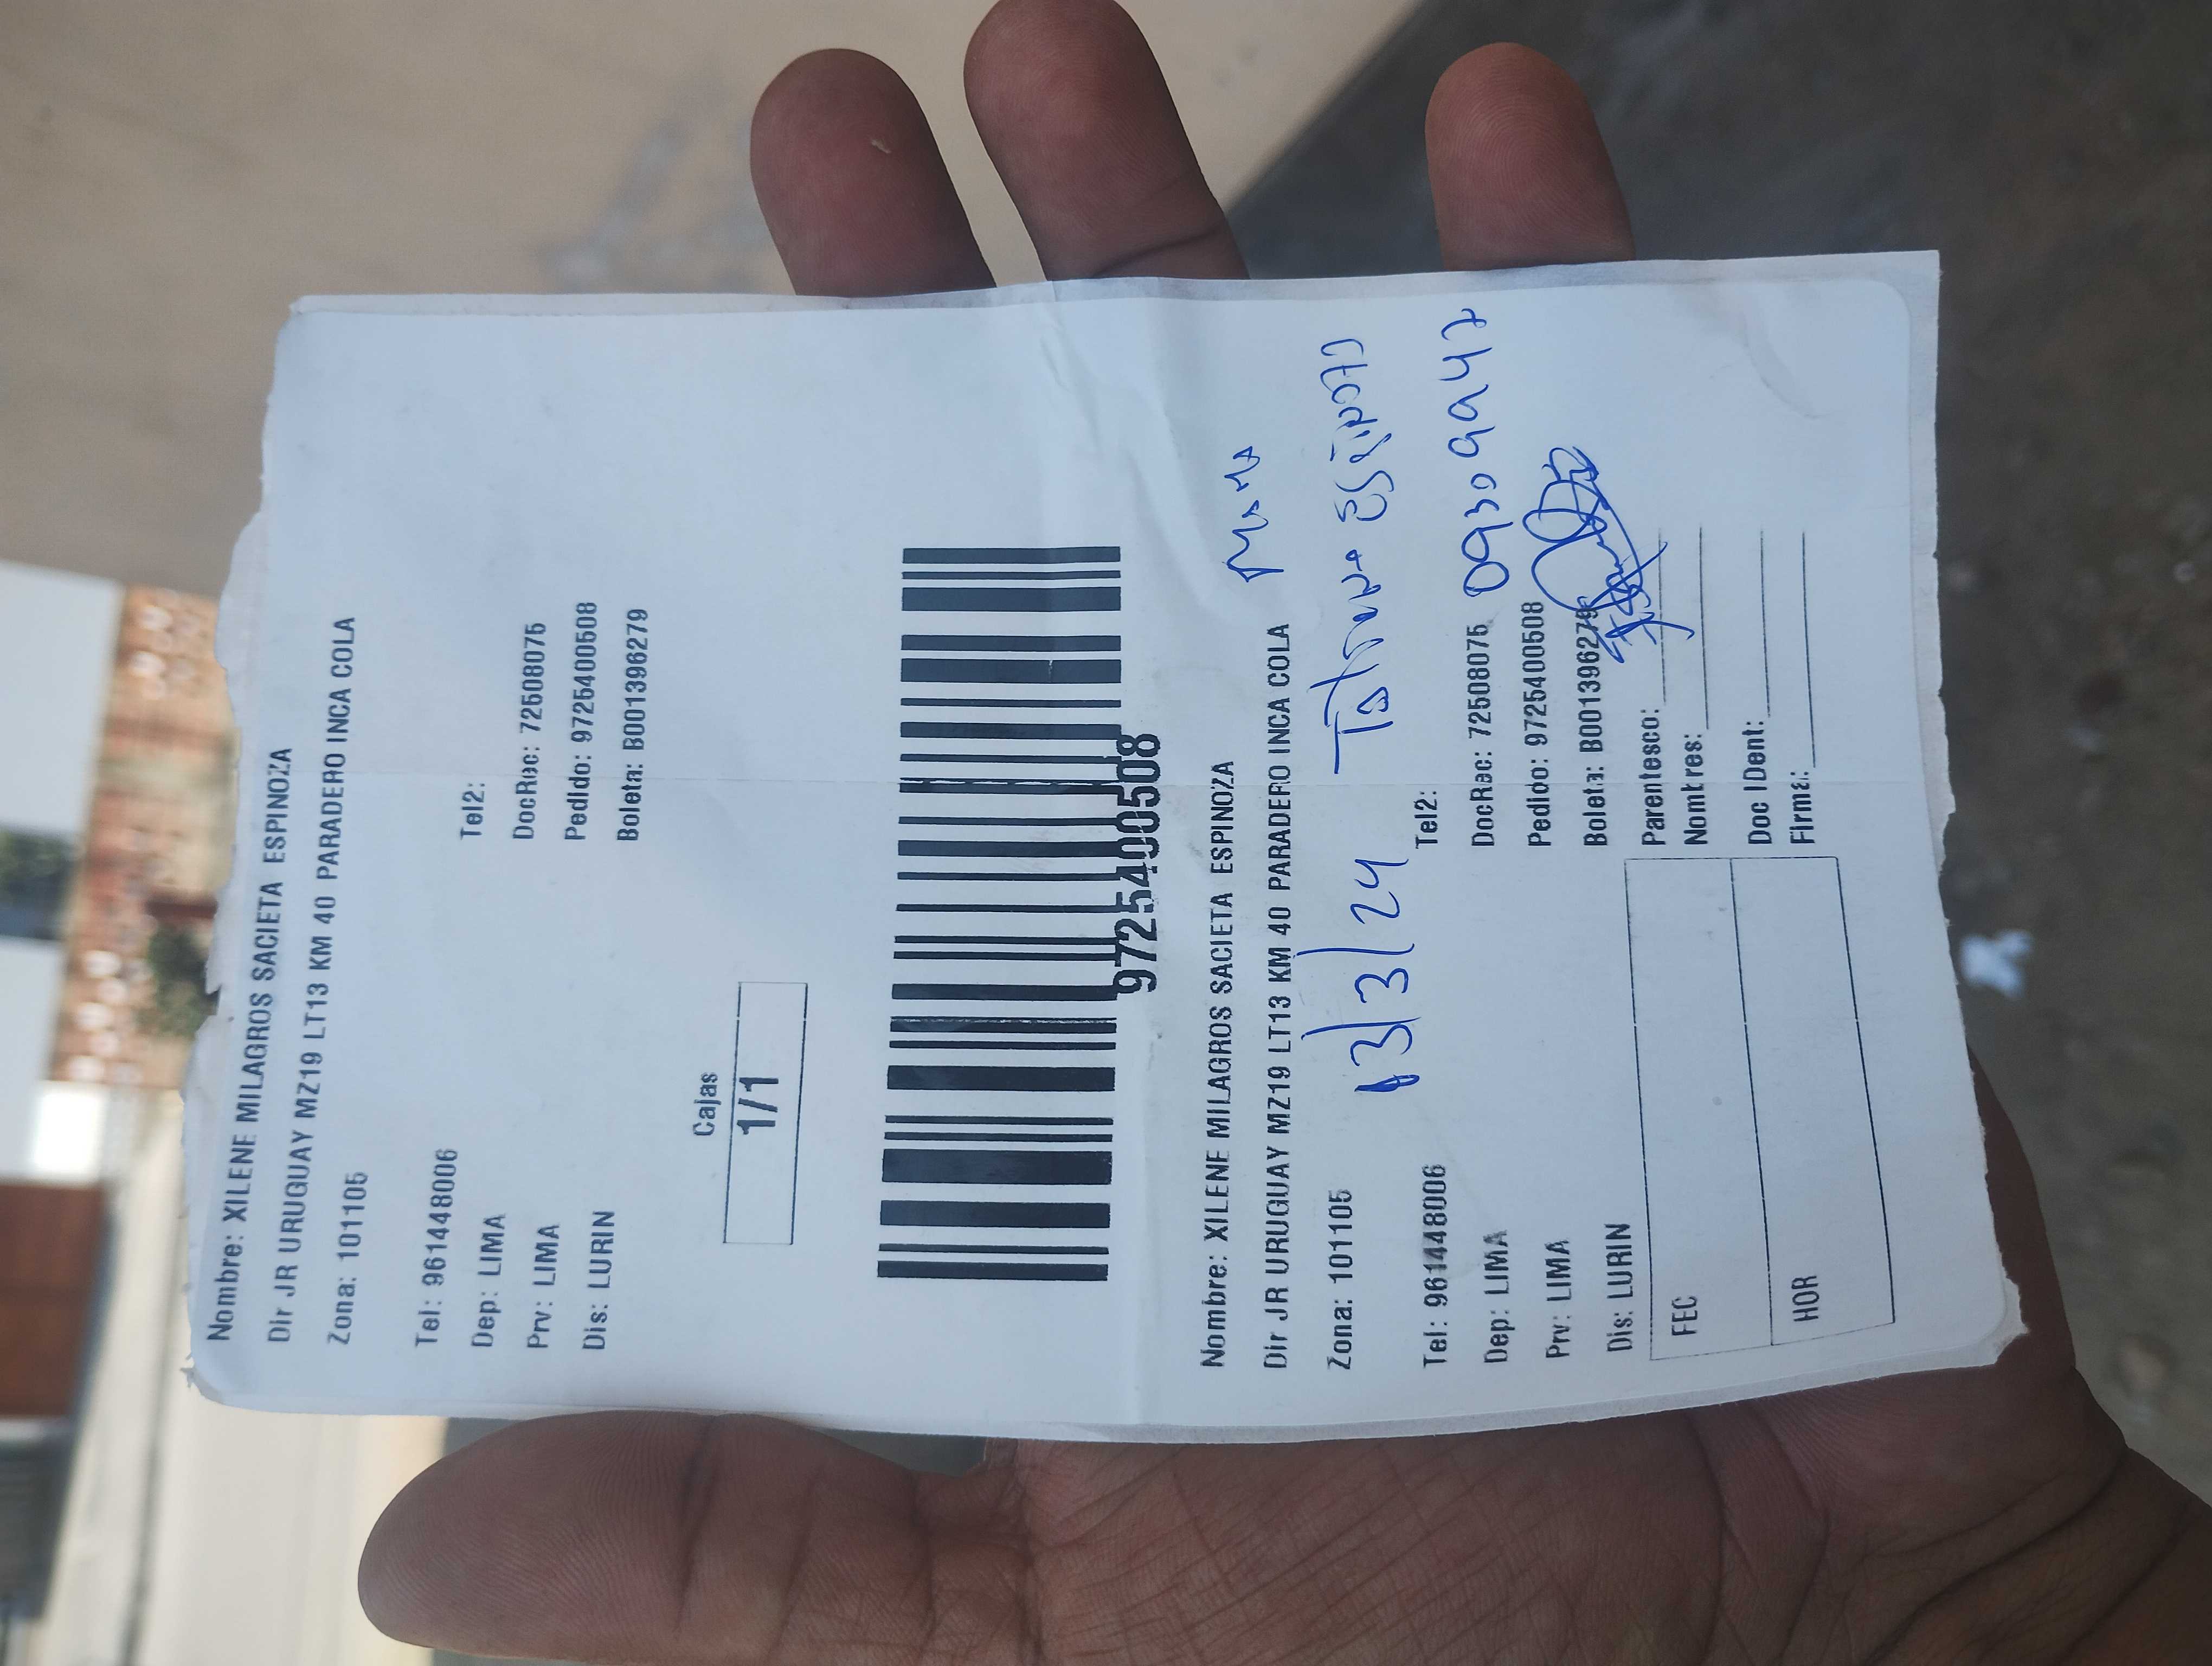 Nombre: XILENE MILAGROS SACIETA ESPINOZA
Dir JR URUGUAY MZ19 LT13 KM 40 PARADERO INCA COLA
Zona: 101105
Tel: 961448006 Tel2:
Dep: LIMA DocRec: 72508075
Prv: LIMA Pedido: 9725400508
Dis: LURIN Boleta: B001396279
Cajas
1/1
9725400508
Nombre: XILENE MILAGROS SACIETA ESPINOZA
Dir JR URUGUAY MZ19 LT13 KM 40 PARADERO INCA COLA
Zona: 101105 13/3/24
Tel: 961448006 Tel2:
Dep: LIMA DocRec: 72508075 09309947
Prv: LIMA Pedido: 9725400508
Dis: LURIN Boleta: B001396279
FEC Parentesco:
Nombres:
HOR Doc IDent:
Firma: